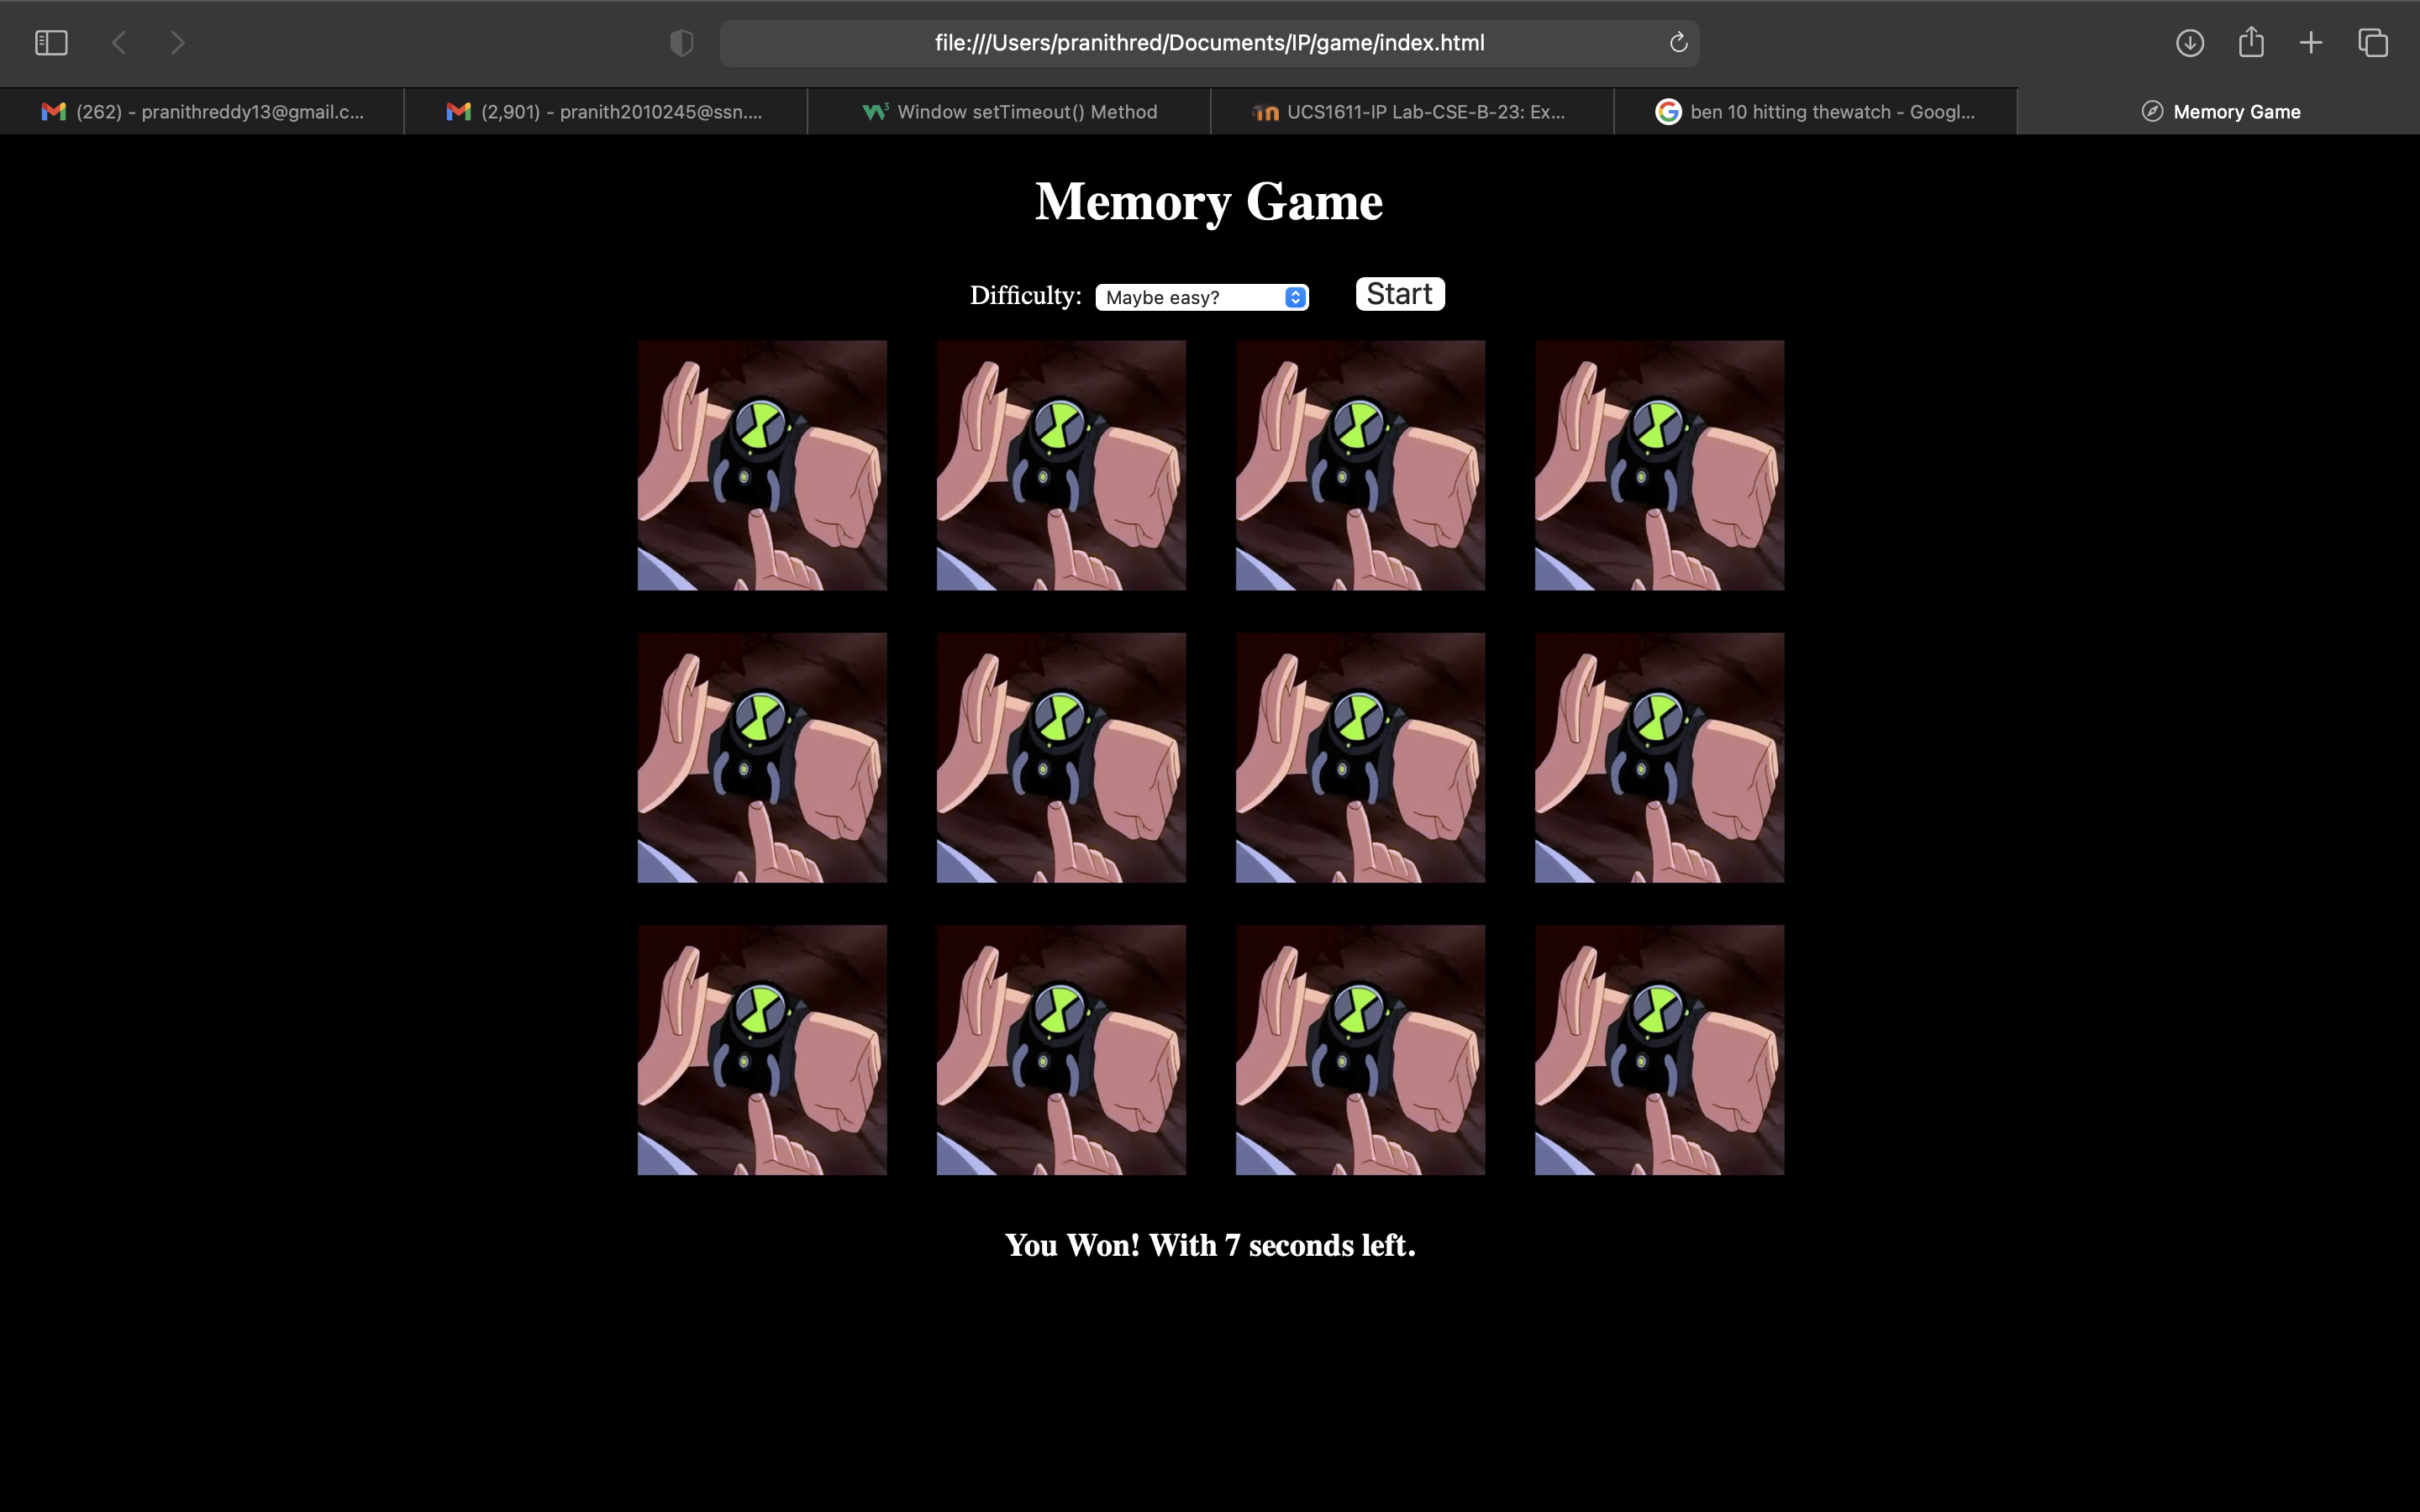 file:///Users/pranithred/Documents/IP/game/index.html
(262) - pranithreddy13@gmail.c...
(2,901) - pranith2010245@ssn....
Window setTimeout() Method
UCS1611-IP Lab-CSE-B-23: Ex...
ben 10 hitting thewatch - Googl...
Memory Game
Memory Game
Difficulty: Maybe easy? Start
You Won! With 7 seconds left.